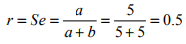 r = Se = a/(a + b) = 5/(5 + 5) = 0.5